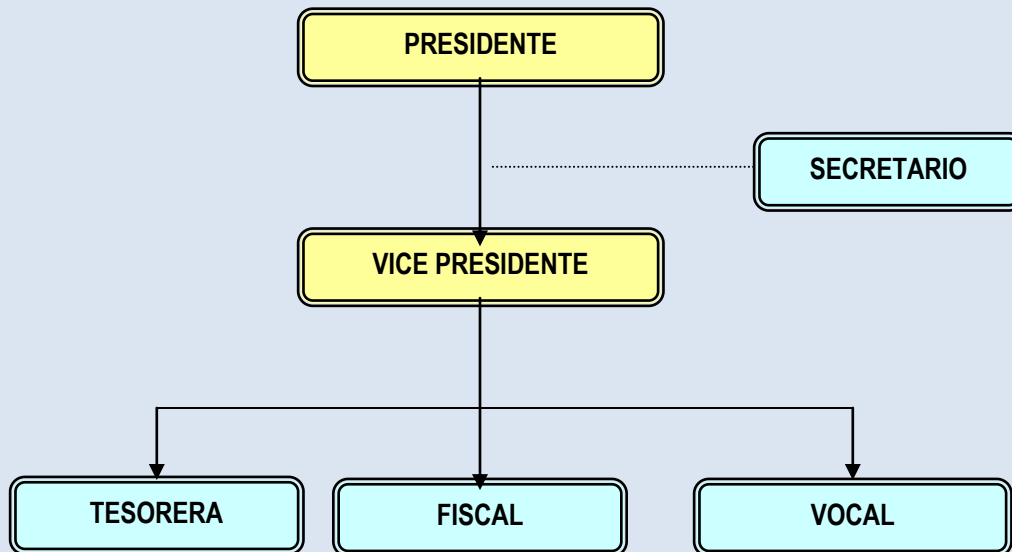 PRESIDENTE
SECRETARIO
VICE PRESIDENTE
TESORERA
FISCAL
VOCAL